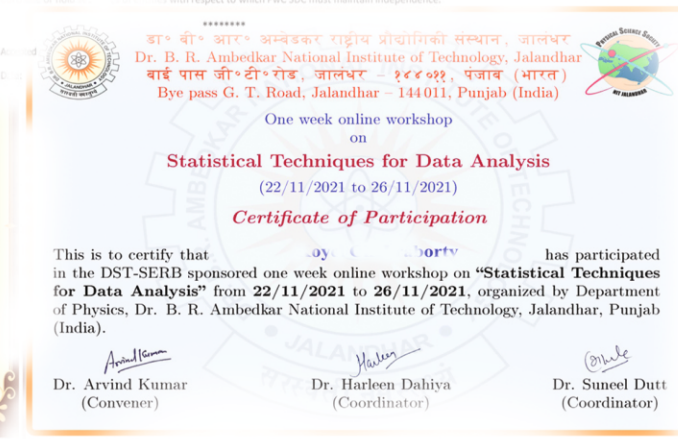 डा॰ बी॰ आर॰ अम्बेडकर राष्ट्रीय प्रौद्योगिकी संस्थान, जालंधर
Dr. B. R. Ambedkar National Institute of Technology, Jalandhar
बाई पास जी॰टी॰रोड, जालंधर - १४४०११, पंजाब (भारत)
Bye pass G. T. Road, Jalandhar – 144011, Punjab (India)
One week online workshop
on
Statistical Techniques for Data Analysis
(22/11/2021 to 26/11/2021)
Certificate of Participation
This is to certify that has participated
in the DST-SERB sponsored one week online workshop on “Statistical Techniques
for Data Analysis” from 22/11/2021 to 26/11/2021, organized by Department
of Physics, Dr. B. R. Ambedkar National Institute of Technology, Jalandhar, Punjab
(India).
Dr. Arvind Kumar
(Convener)
Dr. Harleen Dahiya
(Coordinator)
Dr. Suneel Dutt
(Coordinator)